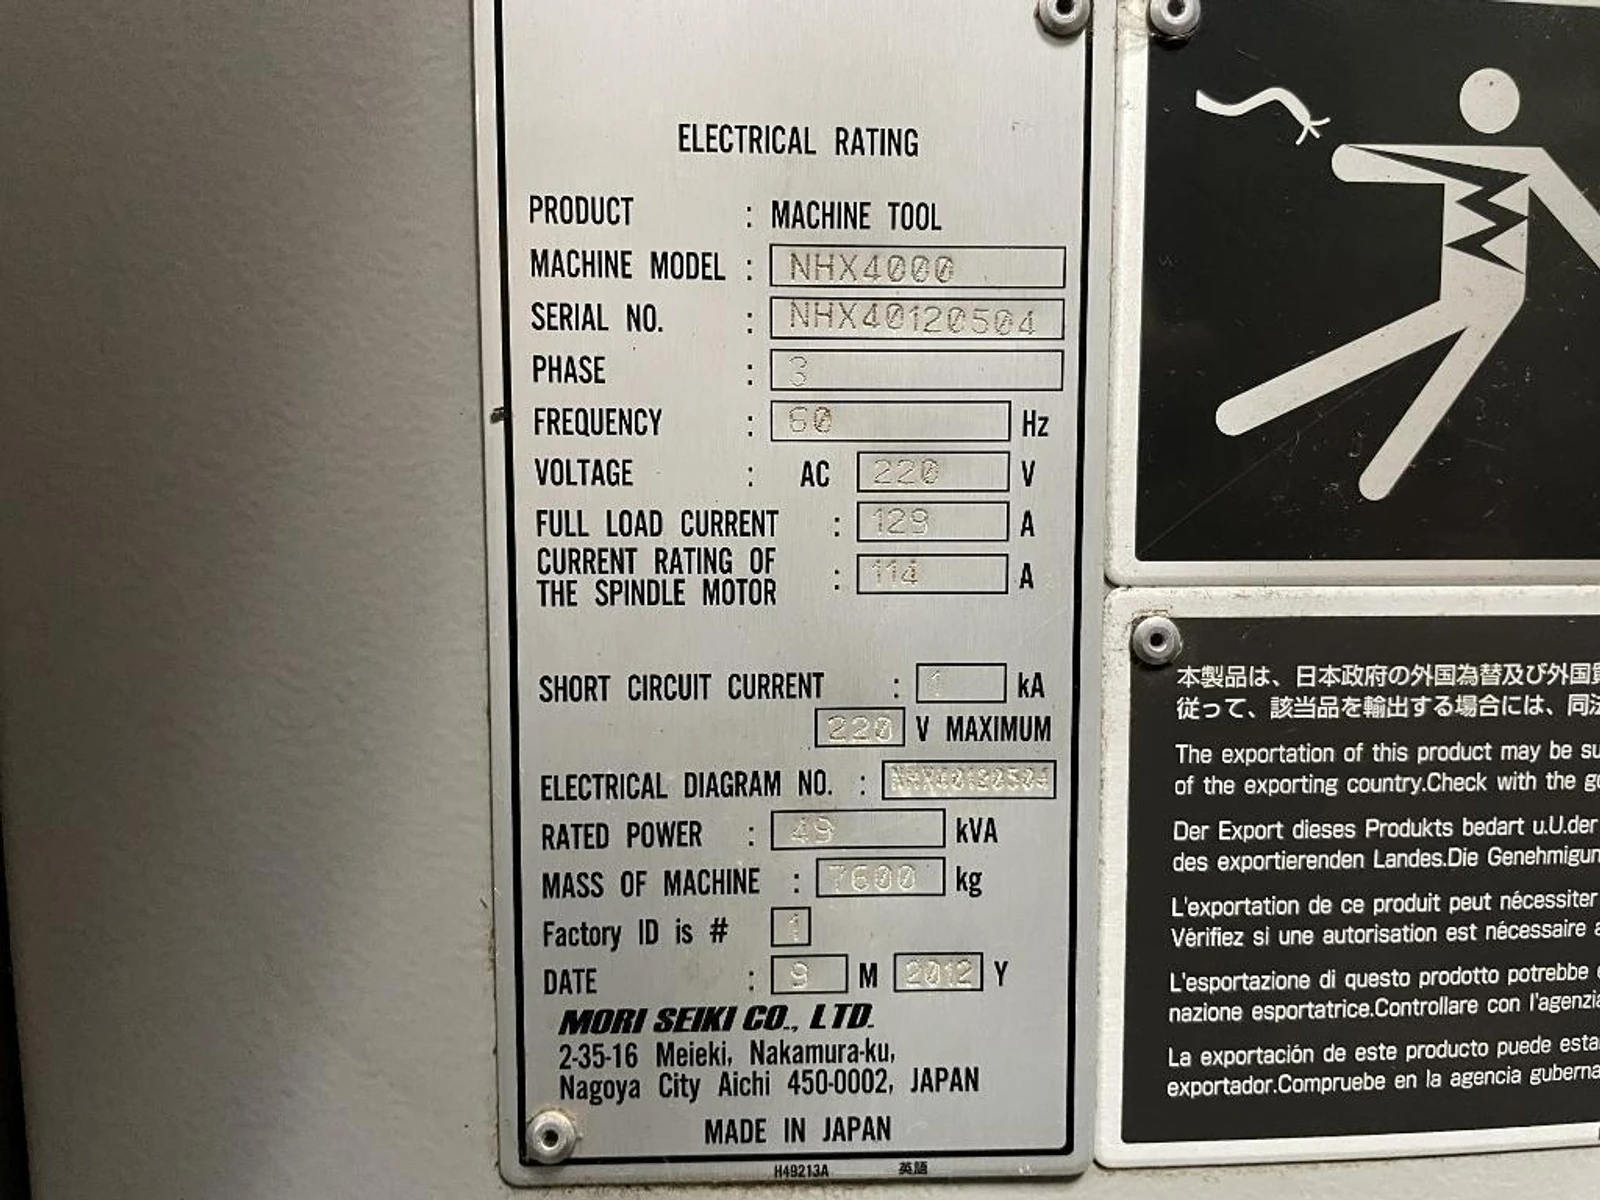 ELECTRICAL RATING
PRODUCT : MACHINE TOOL
MACHINE MODEL : NHX4000
SERIAL NO. : NHX40120504
PHASE : 3
FREQUENCY : 60 Hz
VOLTAGE : AC 220 V
FULL LOAD CURRENT : 129 A
CURRENT RATING OF
THE SPINDLE MOTOR : 114 A
SHORT CIRCUIT CURRENT : 1 kA
220 V MAXIMUM
ELECTRICAL DIAGRAM NO. : NHX40120504
RATED POWER : 49 kVA
MASS OF MACHINE : 7600 kg
Factory ID is # 1
DATE : 9 M 2012 Y
MORI SEIKI CO., LTD.
2-35-16 Meieki, Nakamura-ku,
Nagoya City Aichi 450-0002, JAPAN
MADE IN JAPAN
H49213A 英語
本製品は、日本政府の外国為替及び外国
従って、該当品を輸出する場合には、同
The exportation of this product may be su
of the exporting country.Check with the g
Der Export dieses Produkts bedart u.U.der
des exportierenden Landes.Die Genehmigun
L'exportation de ce produit peut nécessiter
Vérifiez si une autorisation est nécessaire a
L'esportazione di questo prodotto potrebbe
nazione esportatrice.Controllare con l'agenzia
La exportación de este producto puede esta
exportador.Compruebe en la agencia guberna